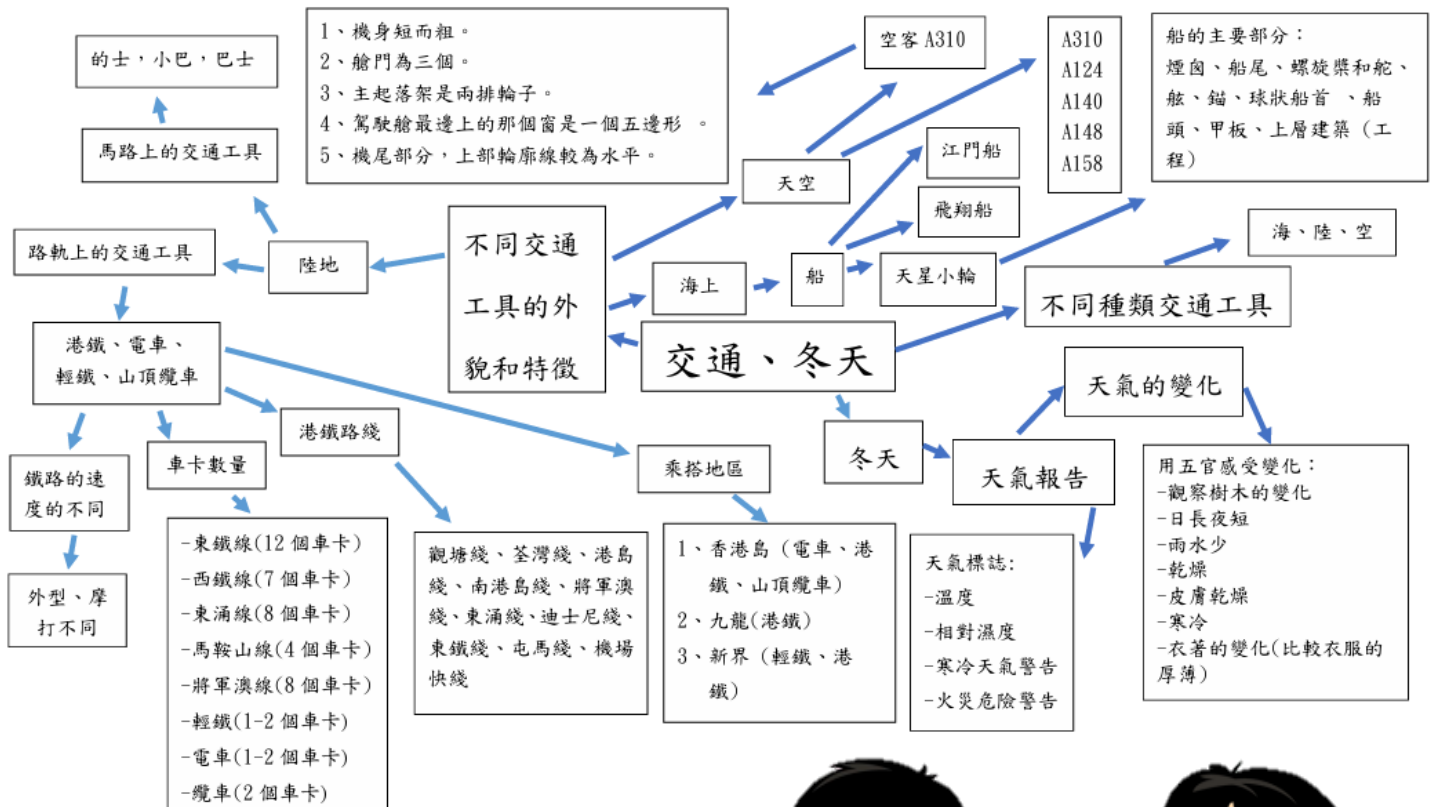 的士，小巴，巴士
馬路上的交通工具
1、機身短而祖。
2、艙門為三個。
3、主起落架是兩排輪子。
4、駕駛艙最邊上的那個窗是一個五邊形 。
5、機尾部分，上部輪廓線較為水平。
空客 A310
A310
A124
A140
A148
A158
船的主要部分：
煙囪、船尾、螺旋槳和舵、
舷、錨、球狀船首 、船
頭、甲板、上層建築（工
程）
天空
江門船
飛翔船
天星小輪
船
海上
海、陸、空
不同種類交通工具
不同交通
工具的外
貌和特徵
陸地
路軌上的交通工具
港鐵、電車、
輕鐵、山頂纜車
交通、冬天
天氣的變化
冬天
天氣報告
港鐵路綫
車卡數量
鐵路的速
度的不同
外型、摩
打不同
乘搭地區
-東鐵線(12 個車卡)
-西鐵線(7 個車卡)
-東涌線(8 個車卡)
-馬鞍山線(4 個車卡)
-將軍澳線(8 個車卡)
-輕鐵(1-2 個車卡)
-電車(1-2 個車卡)
-纜車(2 個車卡)
觀塘綫、荃灣綫、港島
綫、南港島綫、將軍澳
綫、東涌綫、迪士尼綫、
東鐵綫、屯馬綫、機場
快綫
1、香港島（電車、港
鐵、山頂纜車）
2、九龍(港鐵)
3、新界（輕鐵、港
鐵）
天氣標誌:
-溫度
-相對濕度
-寒冷天氣警告
-火災危險警告
用五官感受變化：
-觀察樹木的變化
-日長夜短
-雨水少
-乾燥
-皮膚乾燥
-寒冷
-衣著的變化(比較衣服的
厚薄)